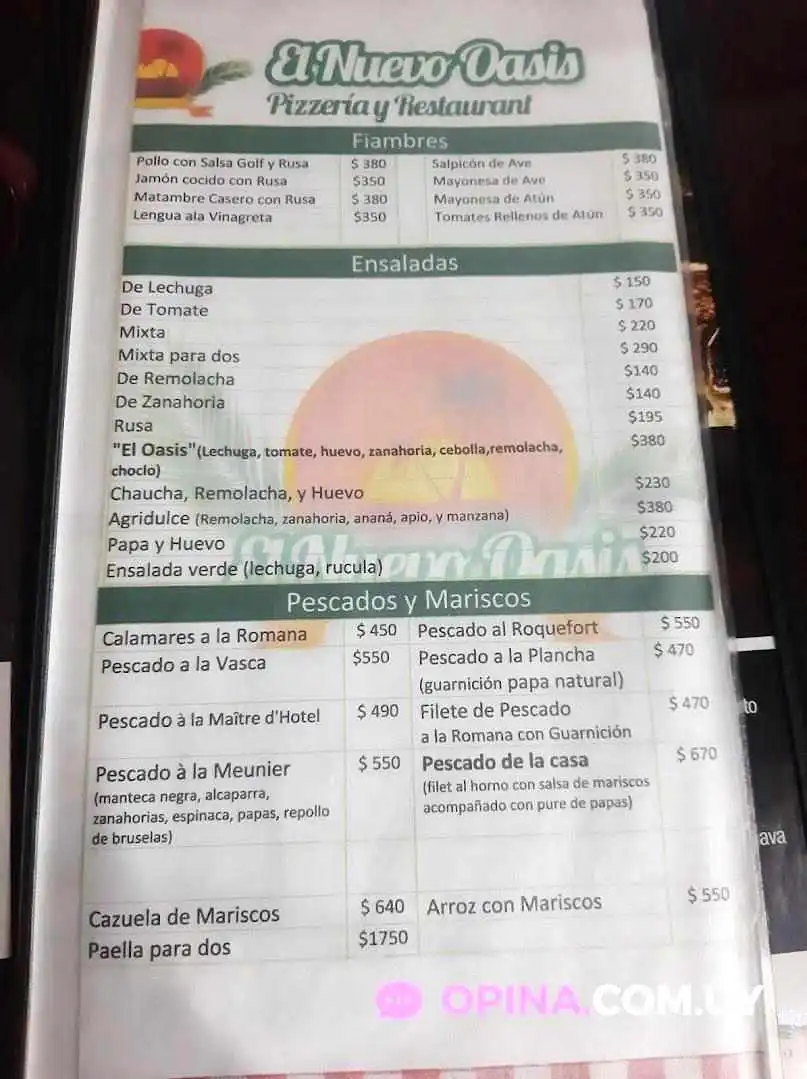 El Nuevo Oasis
Pizzería y Restaurant
Fiambres
Pollo con Salsa Golf y Rusa $ 380 Salpicón de Ave $ 380
Jamón cocido con Rusa $350 Mayonesa de Ave $ 350
Matambre Casero con Rusa $ 380 Mayonesa de Atún $ 350
Lengua ala Vinagreta $350 Tomates Rellenos de Atún $ 350
Ensaladas
De Lechuga $ 150
De Tomate $ 170
Mixta $ 220
Mixta para dos $ 290
De Remolacha $140
De Zanahoria $140
Rusa $195
"El Oasis"(Lechuga, tomate, huevo, zanahoria, cebolla,remolacha, $380
choclo)
Chaucha, Remolacha, y Huevo $230
Agridulce (Remolacha, zanahoria, ananá, apio, y manzana) $380
Papa y Huevo $220
Ensalada verde (lechuga, rucula) $200
El Nuevo Oasis
Pescados y Mariscos
Calamares a la Romana $ 450 Pescado al Roquefort $ 550
Pescado a la Vasca $550 Pescado a la Plancha $ 470
(guarnición papa natural)
Pescado à la Maître d'Hotel $ 490 Filete de Pescado $ 470
a la Romana con Guarnición
Pescado à la Meunier $ 550 Pescado de la casa $ 670
(manteca negra, alcaparra, (filet al horno con salsa de mariscos
zanahorias, espinaca, papas, repollo acompañado con pure de papas)
de bruselas)
Cazuela de Mariscos $ 640 Arroz con Mariscos $ 550
Paella para dos $1750
to
ava
OPINA.COM.UY